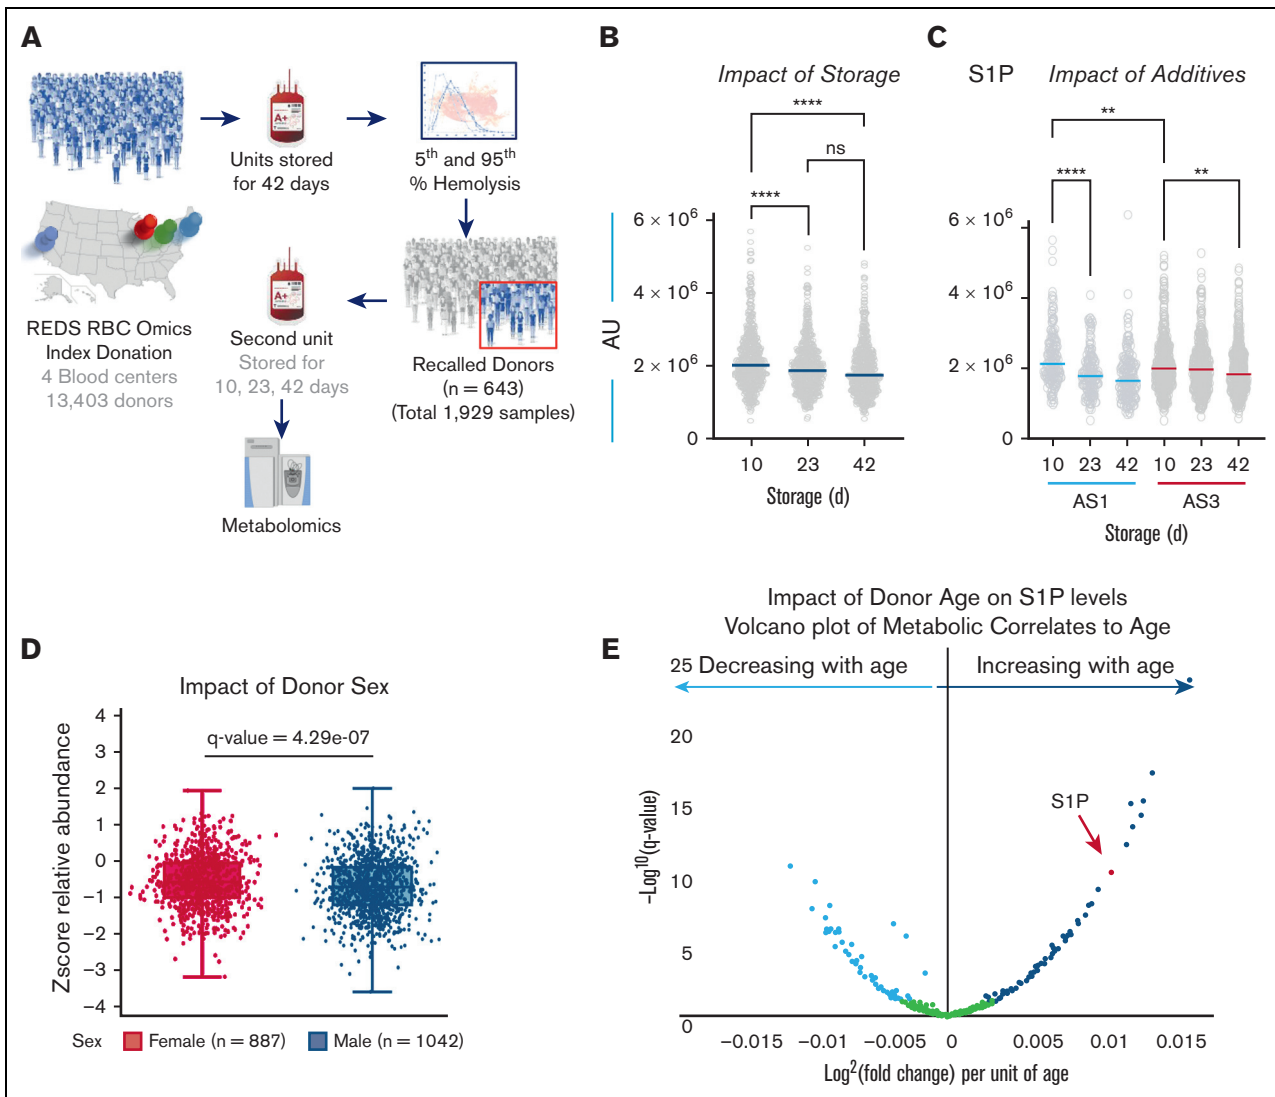 A
Units stored
for 42 days
5th and 95th
% Hemolysis
A+
A+
REDS RBC Omics
Index Donation
4 Blood centers
13,403 donors
Second unit
Stored for
10, 23, 42 days
Recalled Donors
(n = 643)
(Total 1,929 samples)
Metabolomics
B
Impact of Storage
****
ns
****
6 × 10^6
4 × 10^6
2 × 10^6
0
AU
10 23 42
Storage (d)
C
S1P
Impact of Additives
**
****
**
6 × 10^6
4 × 10^6
2 × 10^6
0
10 23 42 10 23 42
AS1 AS3
Storage (d)
D
Impact of Donor Sex
q-value = 4.29e-07
4
3
2
1
0
−1
−2
−3
−4
Zscore relative abundance
Sex Female (n = 887) Male (n = 1042)
E
Impact of Donor Age on S1P levels
Volcano plot of Metabolic Correlates to Age
Decreasing with age Increasing with age
25
20
15
10
5
0
−Log^10(q-value)
S1P
−0.015 −0.01 −0.005 0 0.005 0.01 0.015
Log^2(fold change) per unit of age